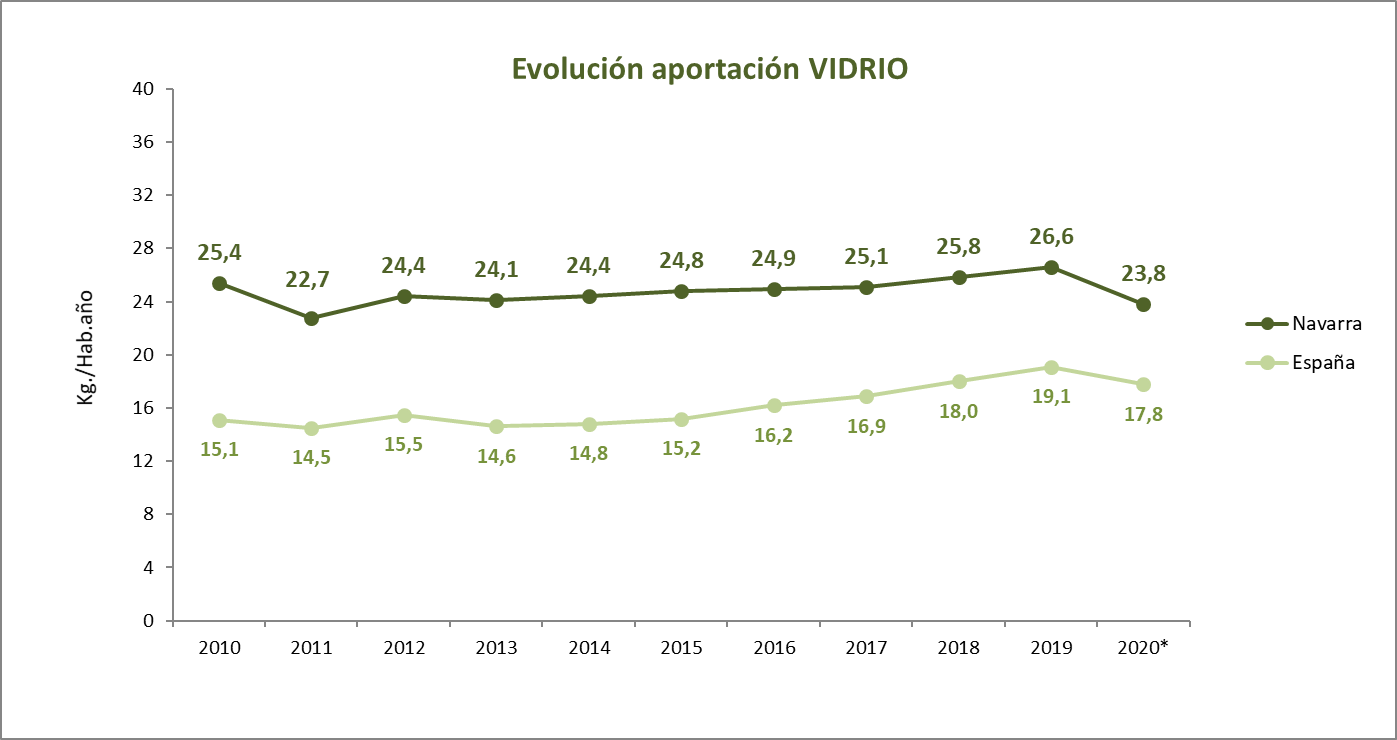 Evolución aportación VIDRIO
40
36
32
28
24
20
16
12
8
4
0
Kg./Hab.año
25,4 22,7 24,4 24,1 24,4 24,8 24,9 25,1 25,8 26,6 23,8
15,1 14,5 15,5 14,6 14,8 15,2 16,2 16,9 18,0 19,1 17,8
2010 2011 2012 2013 2014 2015 2016 2017 2018 2019 2020*
Navarra
España